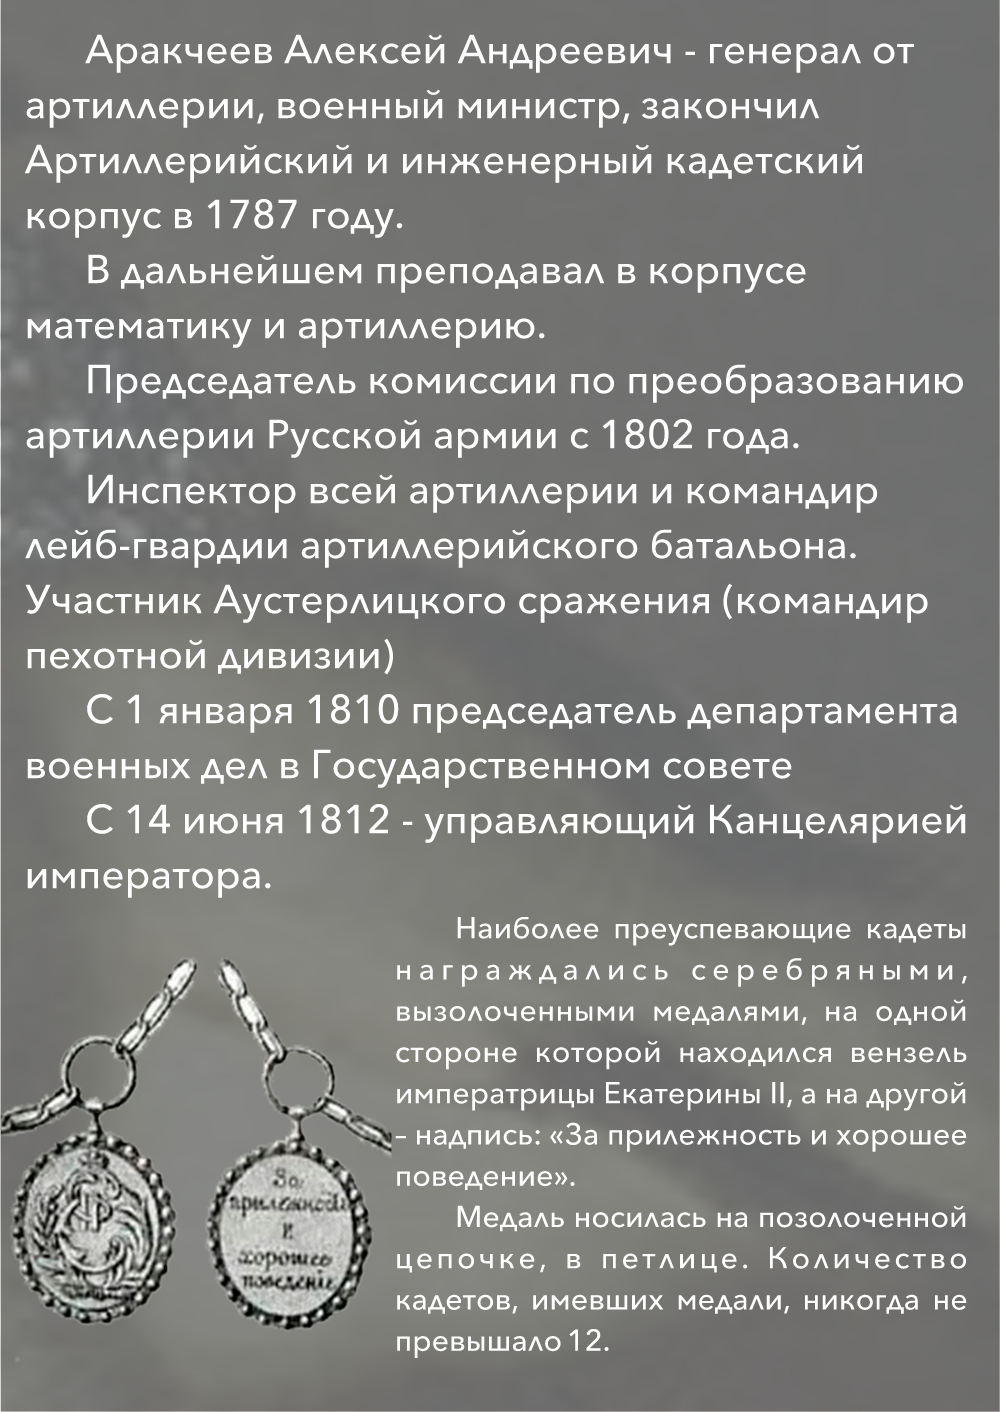 Аракчеев Алексей Андреевич - генерал от
артиллерии, военный министр, закончил
Артиллерийский и инженерный кадетский
корпус в 1787 году.
В дальнейшем преподавал в корпусе
математику и артиллерию.
Председатель комиссии по преобразованию
артиллерии Русской армии с 1802 года.
Инспектор всей артиллерии и командир
лейб-гвардии артиллерийского батальона.
Участник Аустерлицкого сражения (командир
пехотной дивизии)
С 1 января 1810 председатель департамента
военных дел в Государственном совете
С 14 июня 1812 - управляющий Канцелярией
императора.
Наиболее преуспевающие кадеты
награждались серебряными,
вызолоченными медалями, на одной
стороне которой находился вензель
императрицы Екатерины II, а на другой
– надпись: «За прилежность и хорошее
поведение».
Медаль носилась на позолоченной
цепочке, в петлице. Количество
кадетов, имевших медали, никогда не
превышало 12.
За
хорошее
поведение